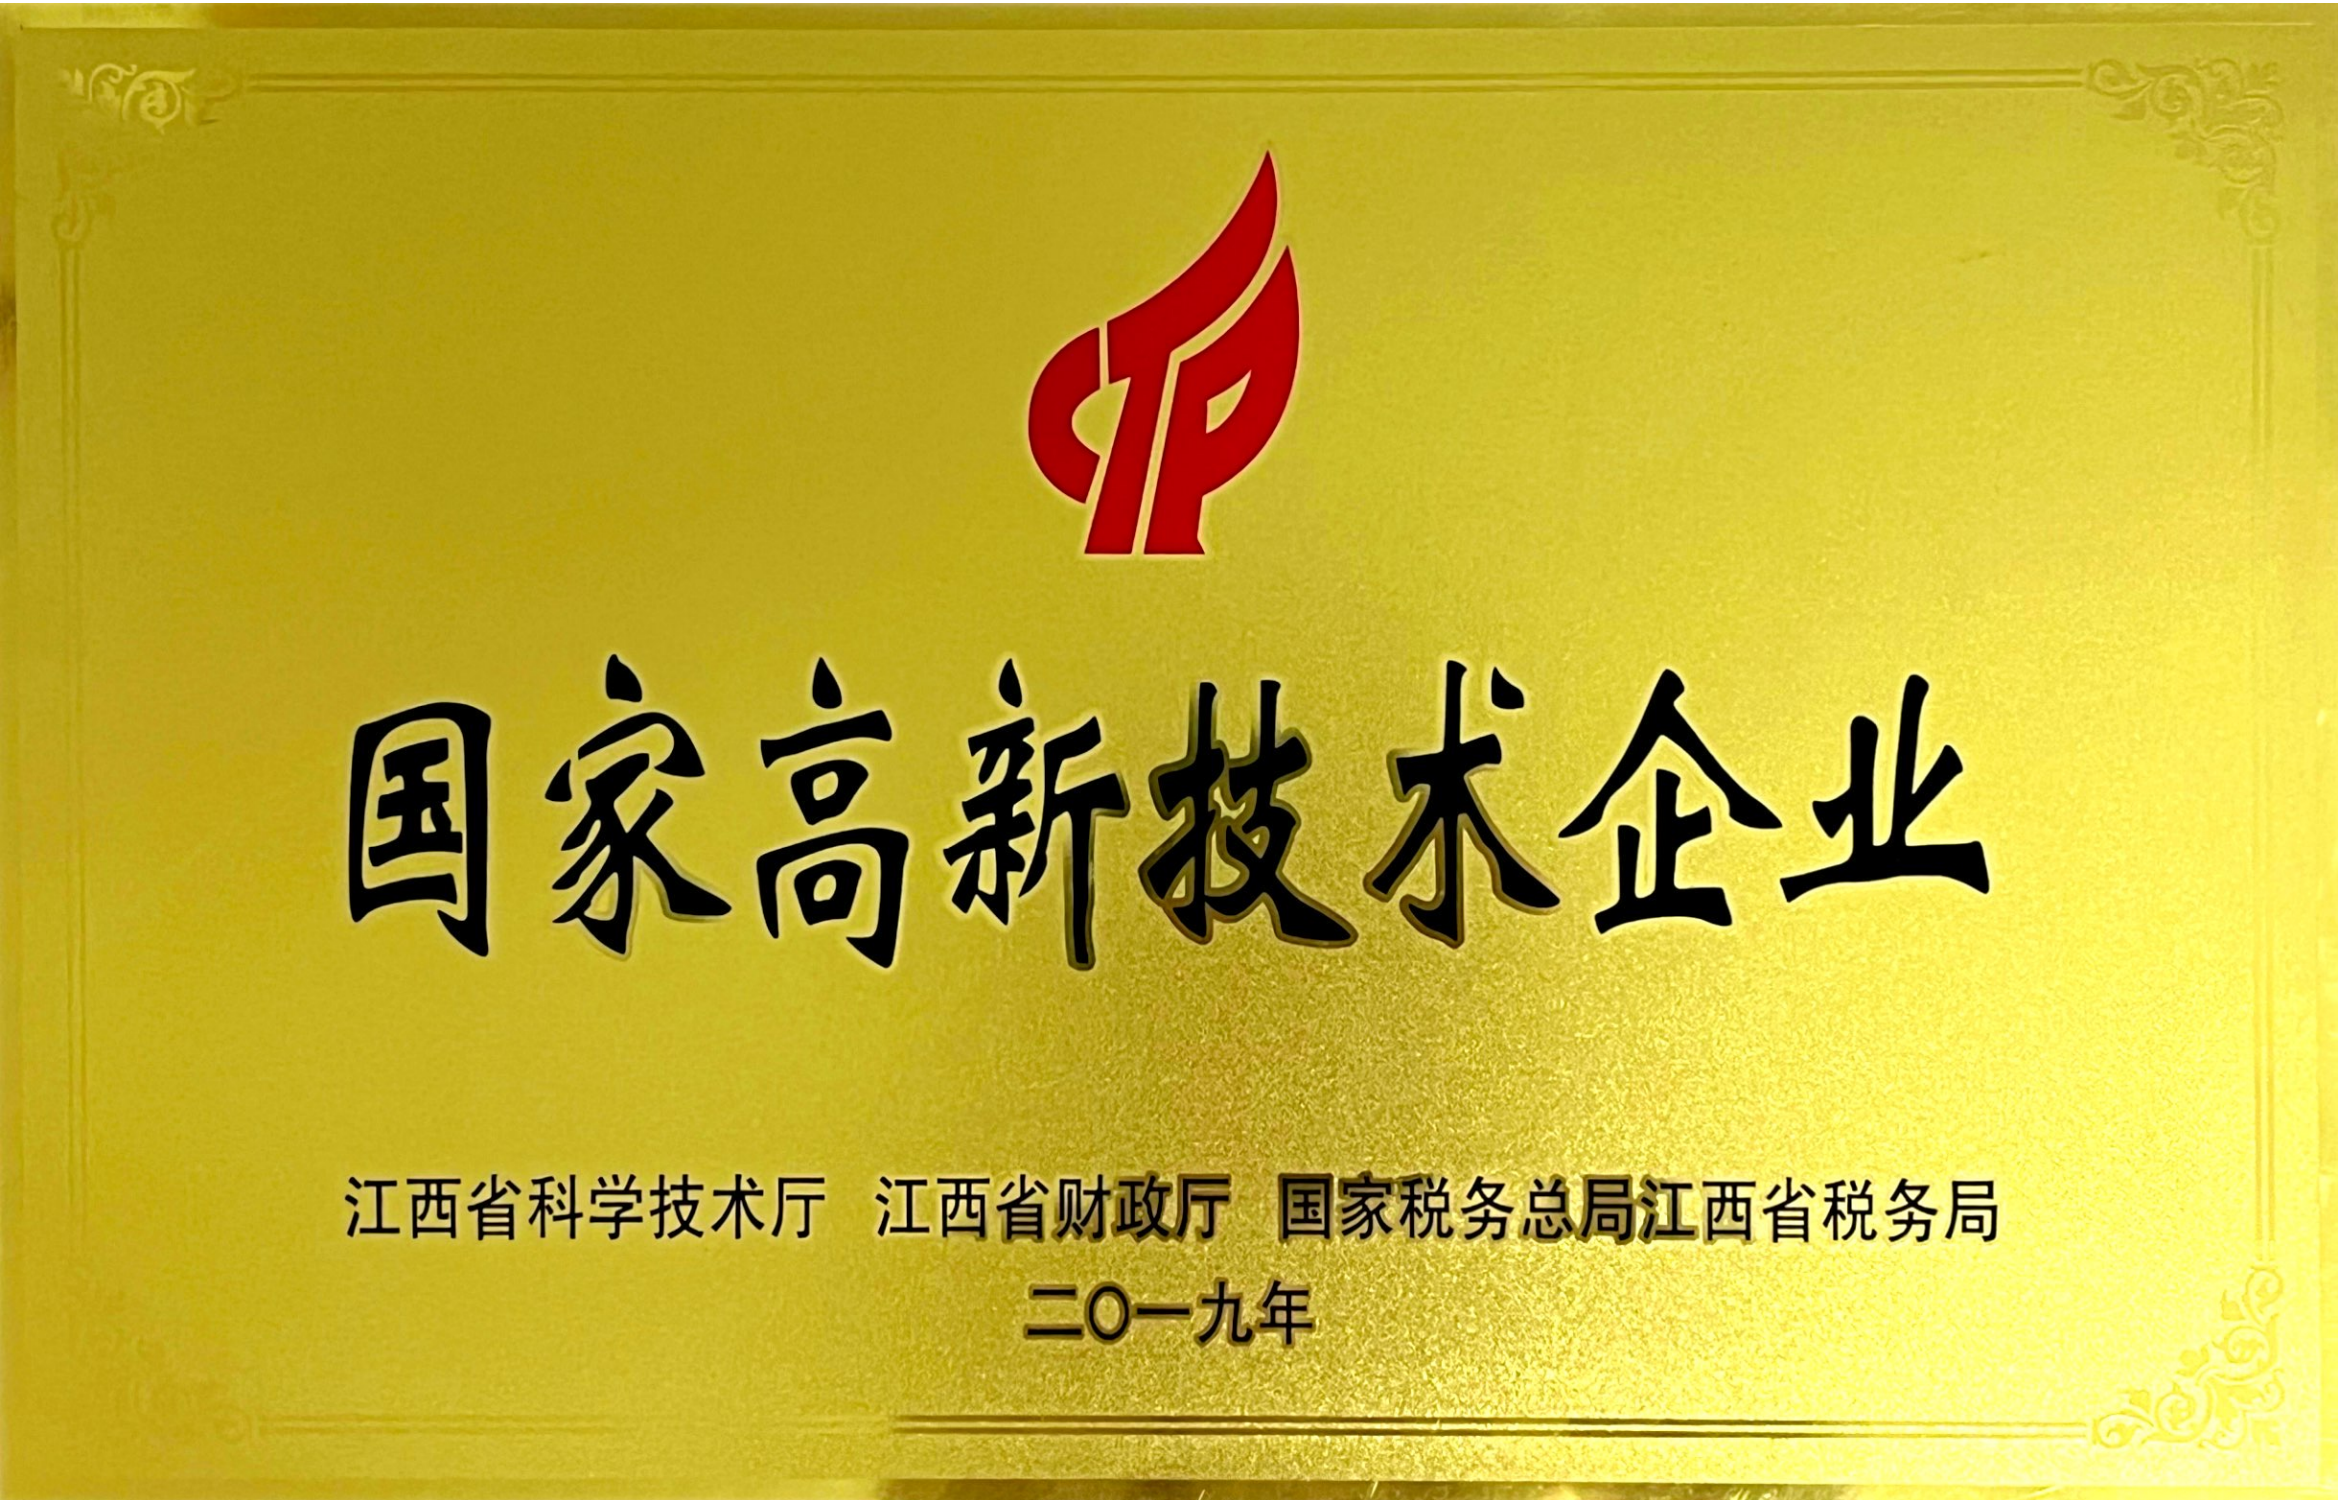 CTP
国家高新技术企业
江西省科学技术厅 江西省财政厅 国家税务总局江西省税务局
二〇一九年